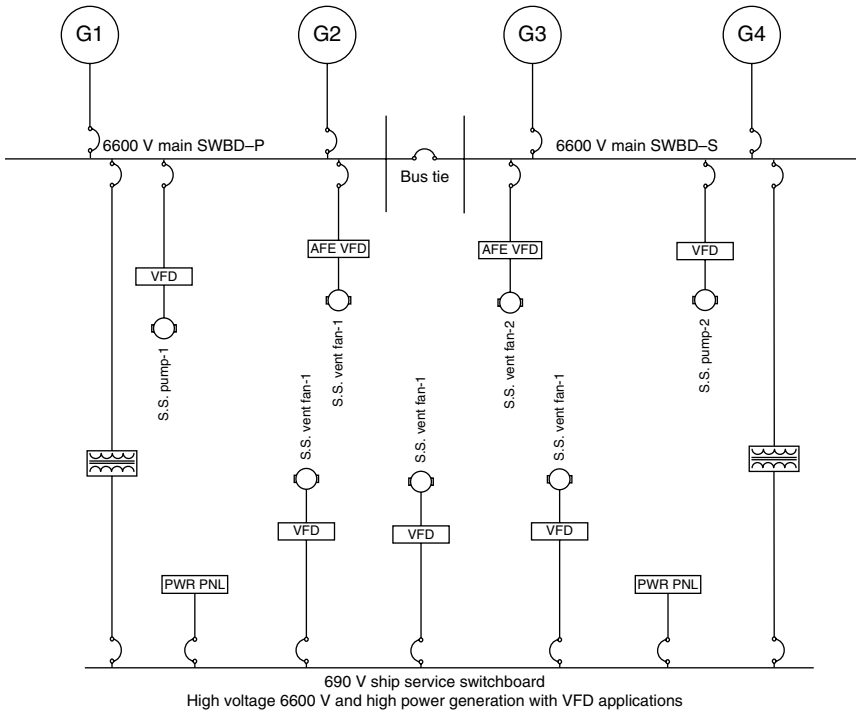 G1
G2
G3
G4
6600 V main SWBD–P
6600 V main SWBD–S
Bus tie
AFE VFD
AFE VFD
VFD
VFD
S.S. pump-1
S.S. vent fan-1
S.S. vent fan-2
S.S. pump-2
S.S. vent fan-1
S.S. vent fan-1
S.S. vent fan-1
VFD
VFD
VFD
PWR PNL
PWR PNL
690 V ship service switchboard
High voltage 6600 V and high power generation with VFD applications